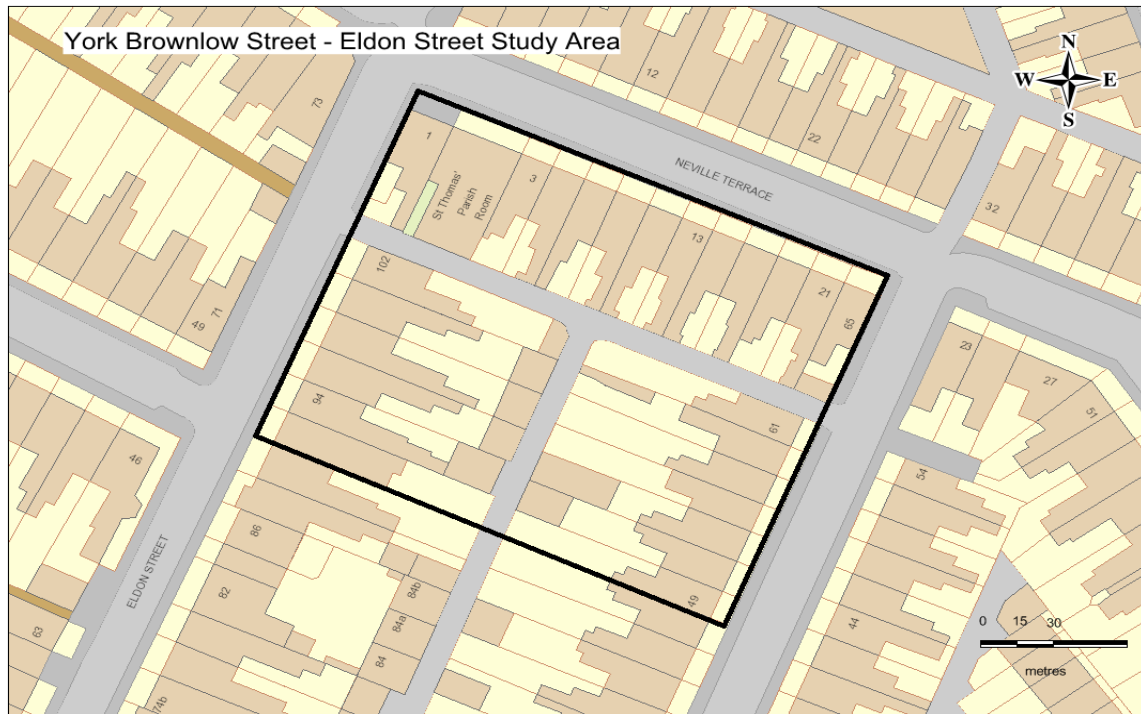 York Brownlow Street - Eldon Street Study Area
N
W E
S
12
73
22
NEVILLE TERRACE
1
St Thomas'
Parish
Room
3
32
13
102
21
65
49
71
23
27
51
94
61
46
54
86
ELDON STREET
82
84b
84a
84
49
44
63
74b
0 15 30
metres